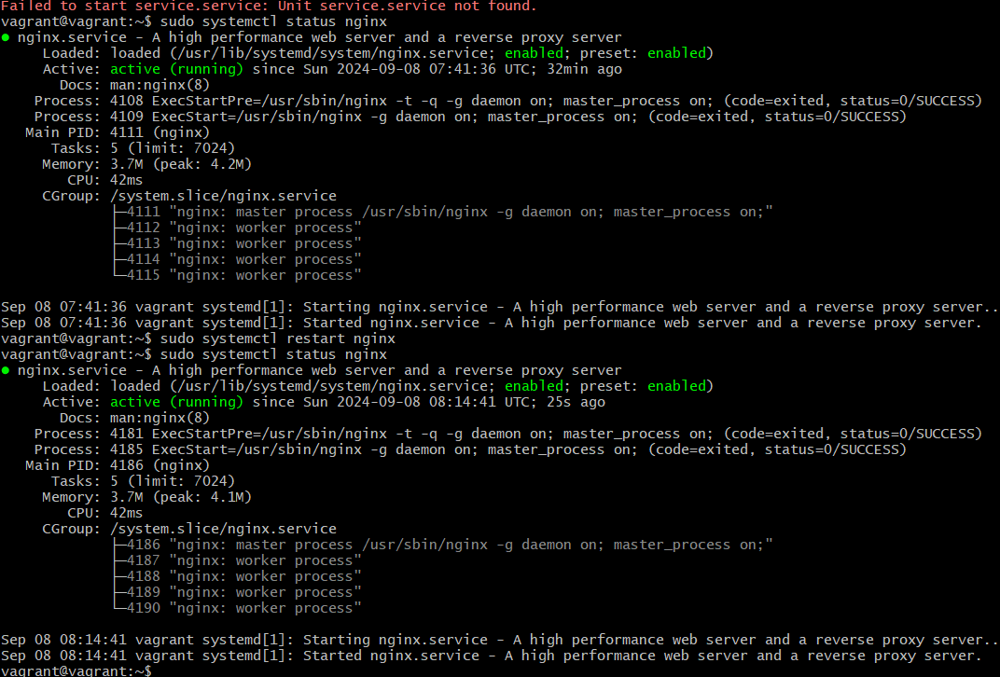 Failed to start service.service: Unit service.service not found.
vagrant@vagrant:~$ sudo systemctl status nginx
● nginx.service - A high performance web server and a reverse proxy server
     Loaded: loaded (/usr/lib/systemd/system/nginx.service; enabled; preset: enabled)
     Active: active (running) since Sun 2024-09-08 07:41:36 UTC; 32min ago
       Docs: man:nginx(8)
    Process: 4108 ExecStartPre=/usr/sbin/nginx -t -q -g daemon on; master_process on; (code=exited, status=0/SUCCESS)
    Process: 4109 ExecStart=/usr/sbin/nginx -g daemon on; master_process on; (code=exited, status=0/SUCCESS)
   Main PID: 4111 (nginx)
      Tasks: 5 (limit: 7024)
     Memory: 3.7M (peak: 4.2M)
        CPU: 42ms
     CGroup: /system.slice/nginx.service
             ├─4111 "nginx: master process /usr/sbin/nginx -g daemon on; master_process on;"
             ├─4112 "nginx: worker process"
             ├─4113 "nginx: worker process"
             ├─4114 "nginx: worker process"
             └─4115 "nginx: worker process"
Sep 08 07:41:36 vagrant systemd[1]: Starting nginx.service - A high performance web server and a reverse proxy server..
Sep 08 07:41:36 vagrant systemd[1]: Started nginx.service - A high performance web server and a reverse proxy server.
vagrant@vagrant:~$ sudo systemctl restart nginx
vagrant@vagrant:~$ sudo systemctl status nginx
● nginx.service - A high performance web server and a reverse proxy server
     Loaded: loaded (/usr/lib/systemd/system/nginx.service; enabled; preset: enabled)
     Active: active (running) since Sun 2024-09-08 08:14:41 UTC; 25s ago
       Docs: man:nginx(8)
    Process: 4181 ExecStartPre=/usr/sbin/nginx -t -q -g daemon on; master_process on; (code=exited, status=0/SUCCESS)
    Process: 4185 ExecStart=/usr/sbin/nginx -g daemon on; master_process on; (code=exited, status=0/SUCCESS)
   Main PID: 4186 (nginx)
      Tasks: 5 (limit: 7024)
     Memory: 3.7M (peak: 4.1M)
        CPU: 42ms
     CGroup: /system.slice/nginx.service
             ├─4186 "nginx: master process /usr/sbin/nginx -g daemon on; master_process on;"
             ├─4187 "nginx: worker process"
             ├─4188 "nginx: worker process"
             ├─4189 "nginx: worker process"
             └─4190 "nginx: worker process"
Sep 08 08:14:41 vagrant systemd[1]: Starting nginx.service - A high performance web server and a reverse proxy server..
Sep 08 08:14:41 vagrant systemd[1]: Started nginx.service - A high performance web server and a reverse proxy server.
vagrant@vagrant:~$